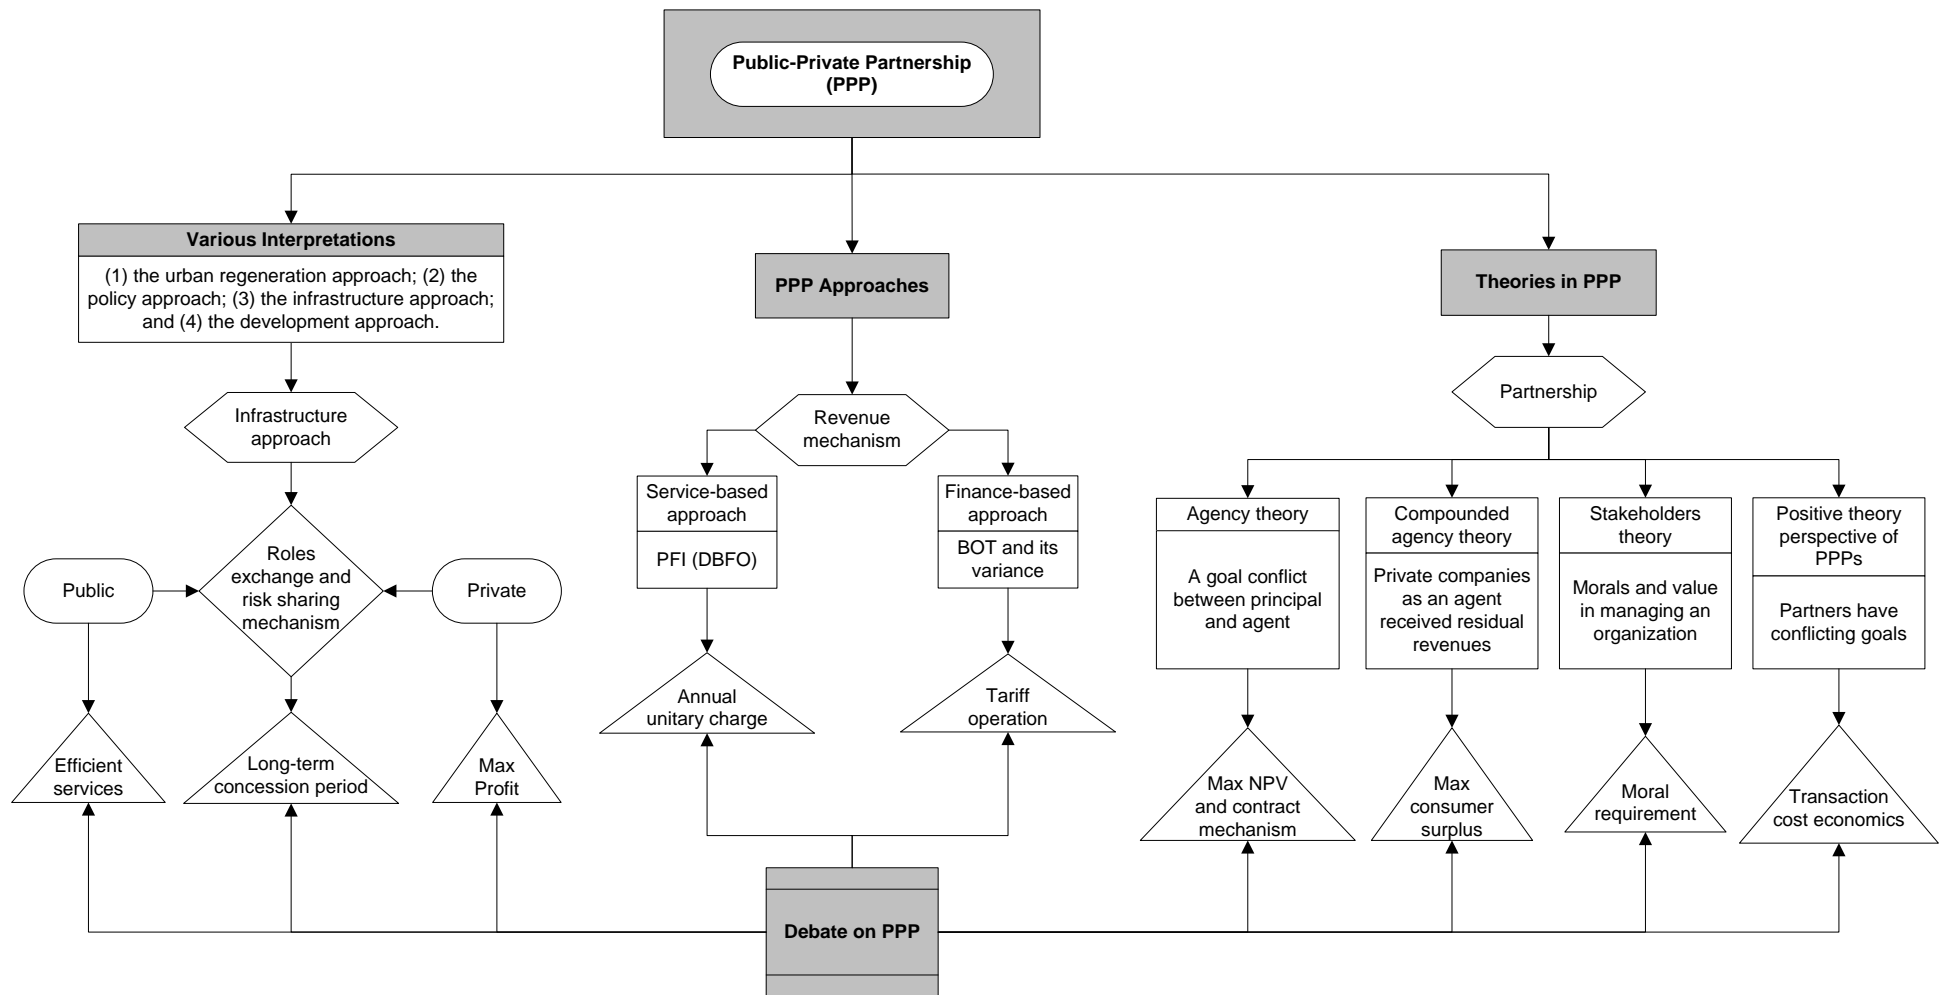 Public-Private Partnership
(PPP)
Various Interpretations
(1) the urban regeneration approach; (2) the
policy approach; (3) the infrastructure approach;
and (4) the development approach.
PPP Approaches
Theories in PPP
Infrastructure
approach
Revenue
mechanism
Partnership
Roles
exchange and
risk sharing
mechanism
Public
Private
Efficient
services
Long-term
concession period
Max
Profit
Service-based
approach
PFI (DBFO)
Finance-based
approach
BOT and its
variance
Annual
unitary charge
Tariff
operation
Agency theory
A goal conflict
between principal
and agent
Compounded
agency theory
Private companies
as an agent
received residual
revenues
Stakeholders
theory
Morals and value
in managing an
organization
Positive theory
perspective of
PPPs
Partners have
conflicting goals
Max NPV
and contract
mechanism
Max
consumer
surplus
Moral
requirement
Transaction
cost economics
Debate on PPP